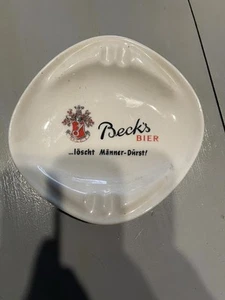 Beck's
BIER
...löscht Männer-Durst!